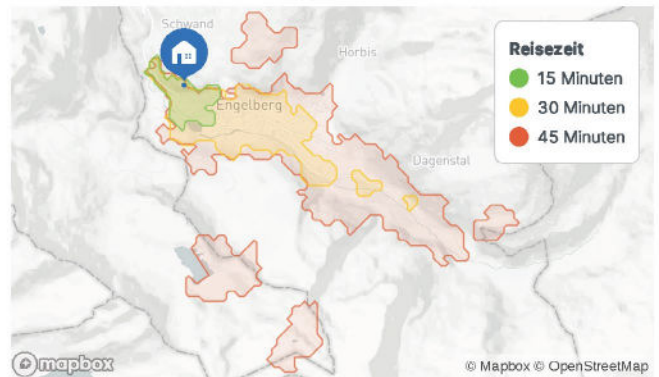 Schwand
Horbis
Engelberg
Dagenstal
Reisezeit
15 Minuten
30 Minuten
45 Minuten
mapbox
© Mapbox © OpenStreetMap